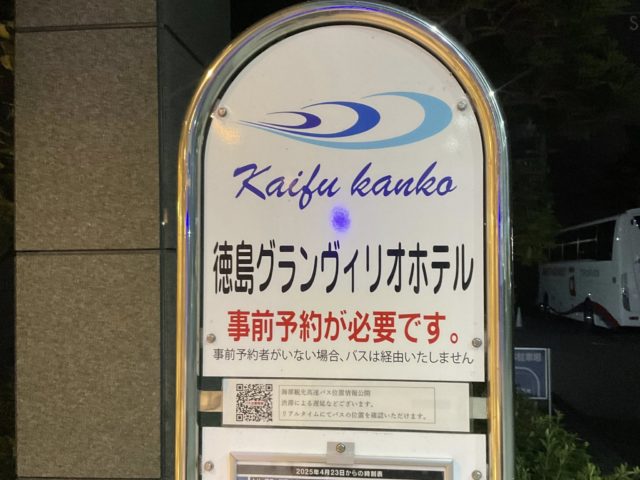 Kaifu kanko
徳島グランヴィリオホテル
事前予約が必要です。
事前予約者がいない場合、バスは経由いたしません
海部観光高速バス位置情報公開
渋滞による遅延などございます。
リアルタイムにてバスの位置を確認いただけます。
2025年4月23日からの時刻表